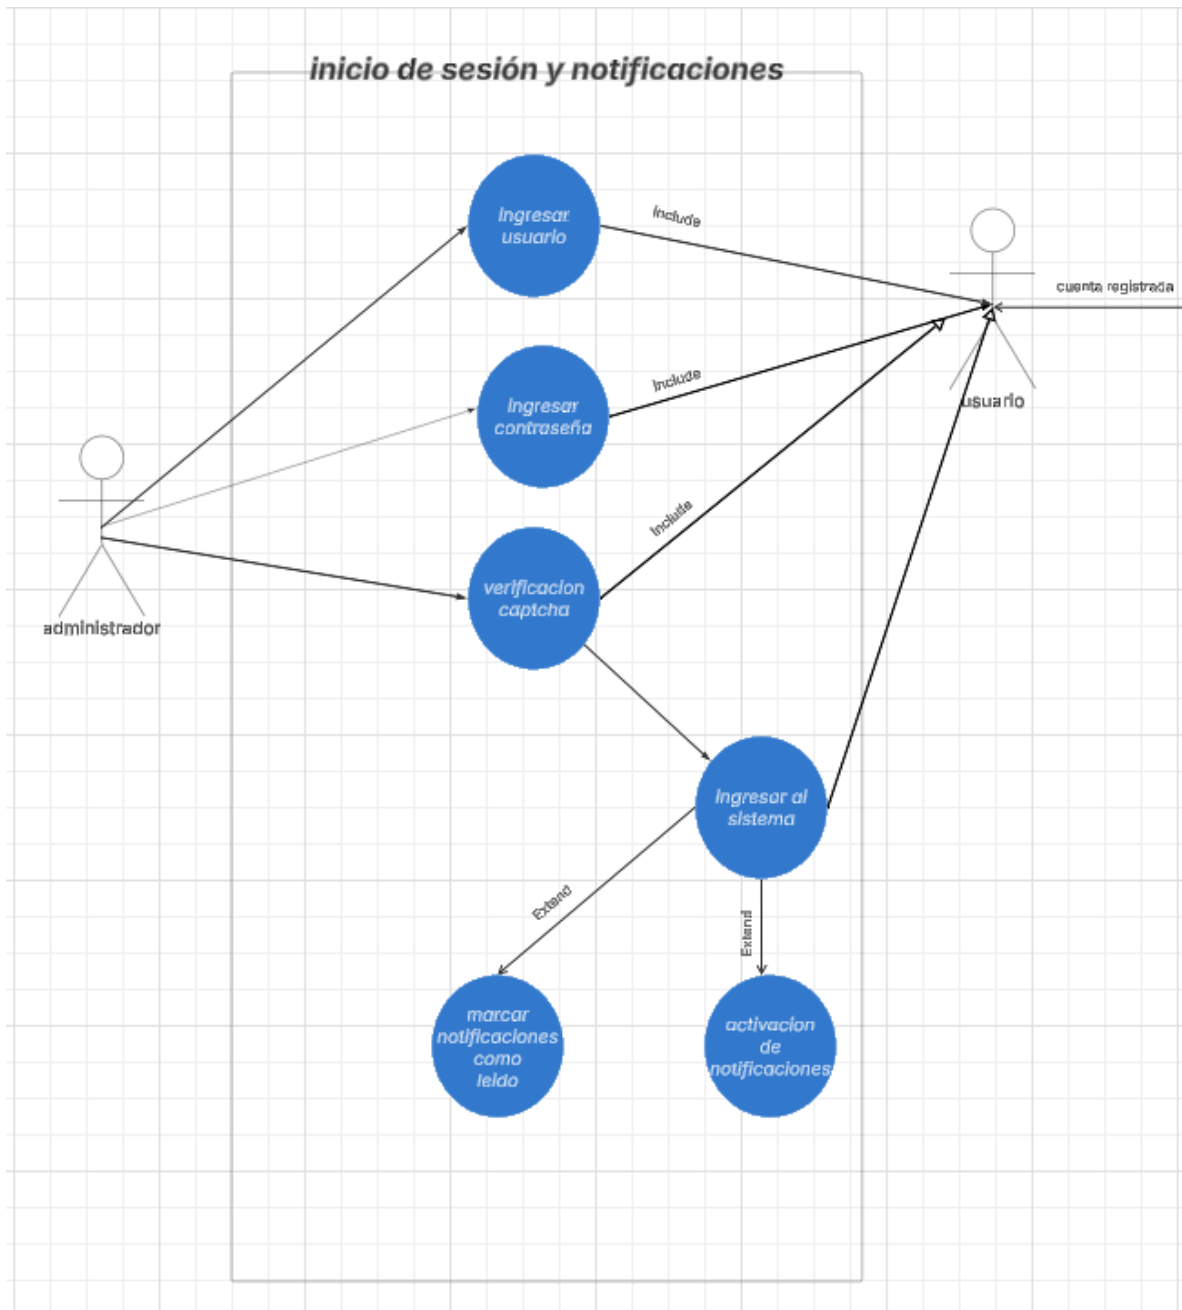 inicio de sesión y notificaciones
Ingresar
usuario
Include
cuenta registrada
usuario
Include
Ingresar
contraseña
Include
verificacion
captcha
administrador
Ingresar al
sistema
Extend
Extend
marcar
notificaciones
como
leido
activacion
de
notificaciones